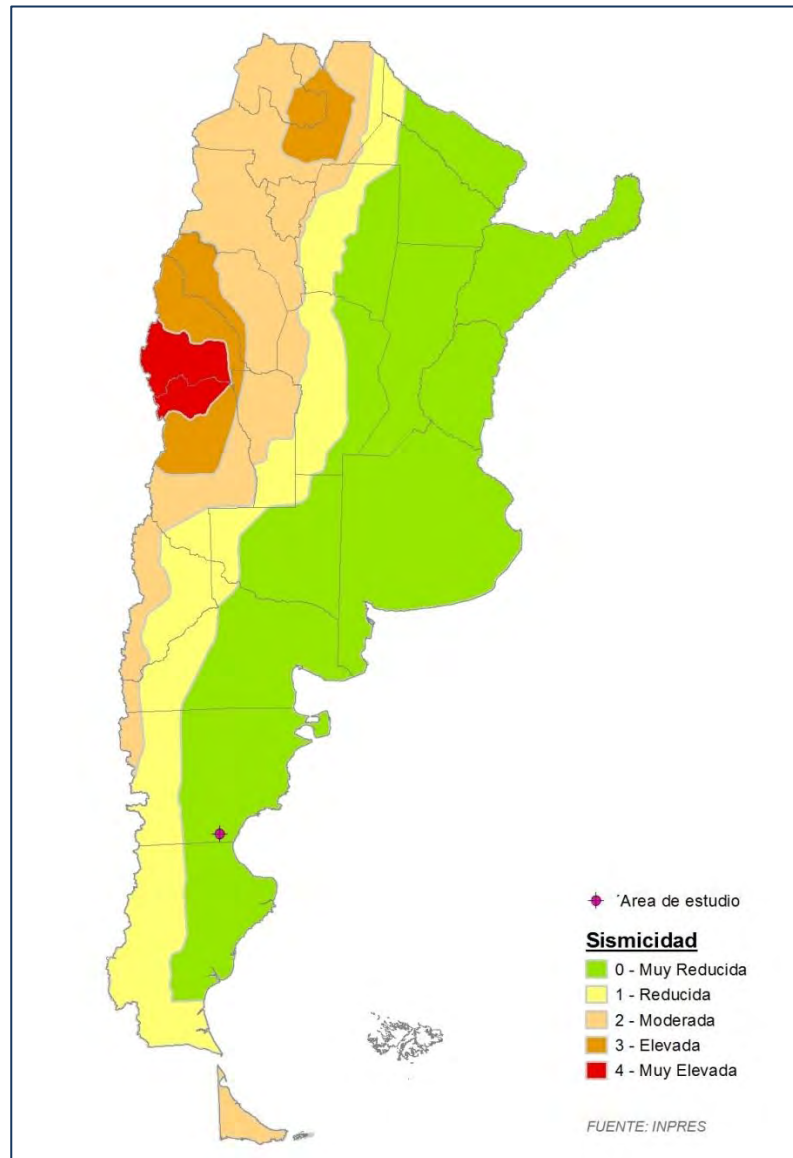 ´Area de estudio
Sismicidad
0 - Muy Reducida
1 - Reducida
2 - Moderada
3 - Elevada
4 - Muy Elevada
FUENTE: INPRES